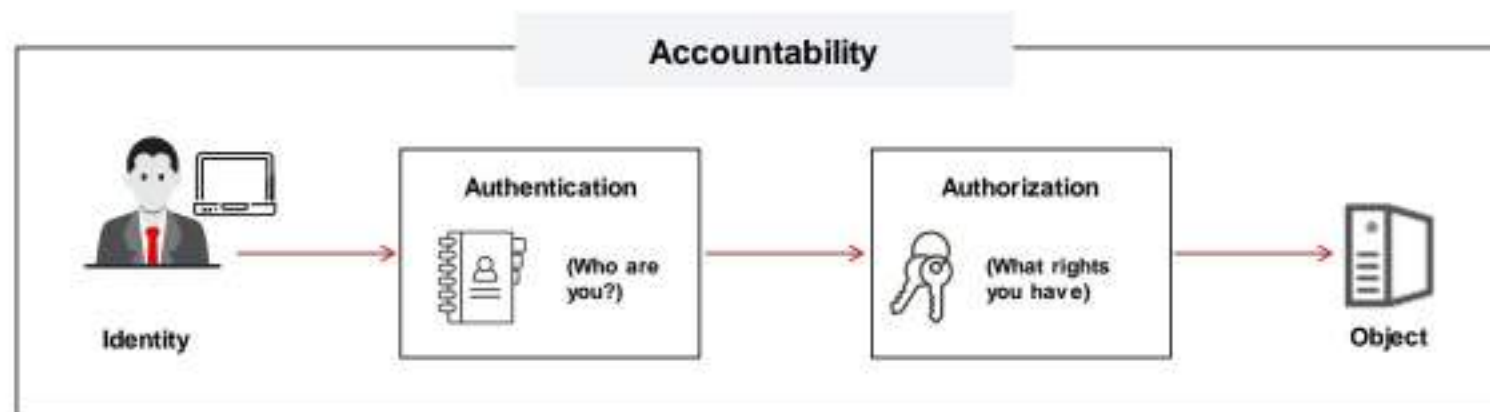 Accountability
Authentication
(Who are
you?)
Authorization
(What rights
you have)
Identity
Object